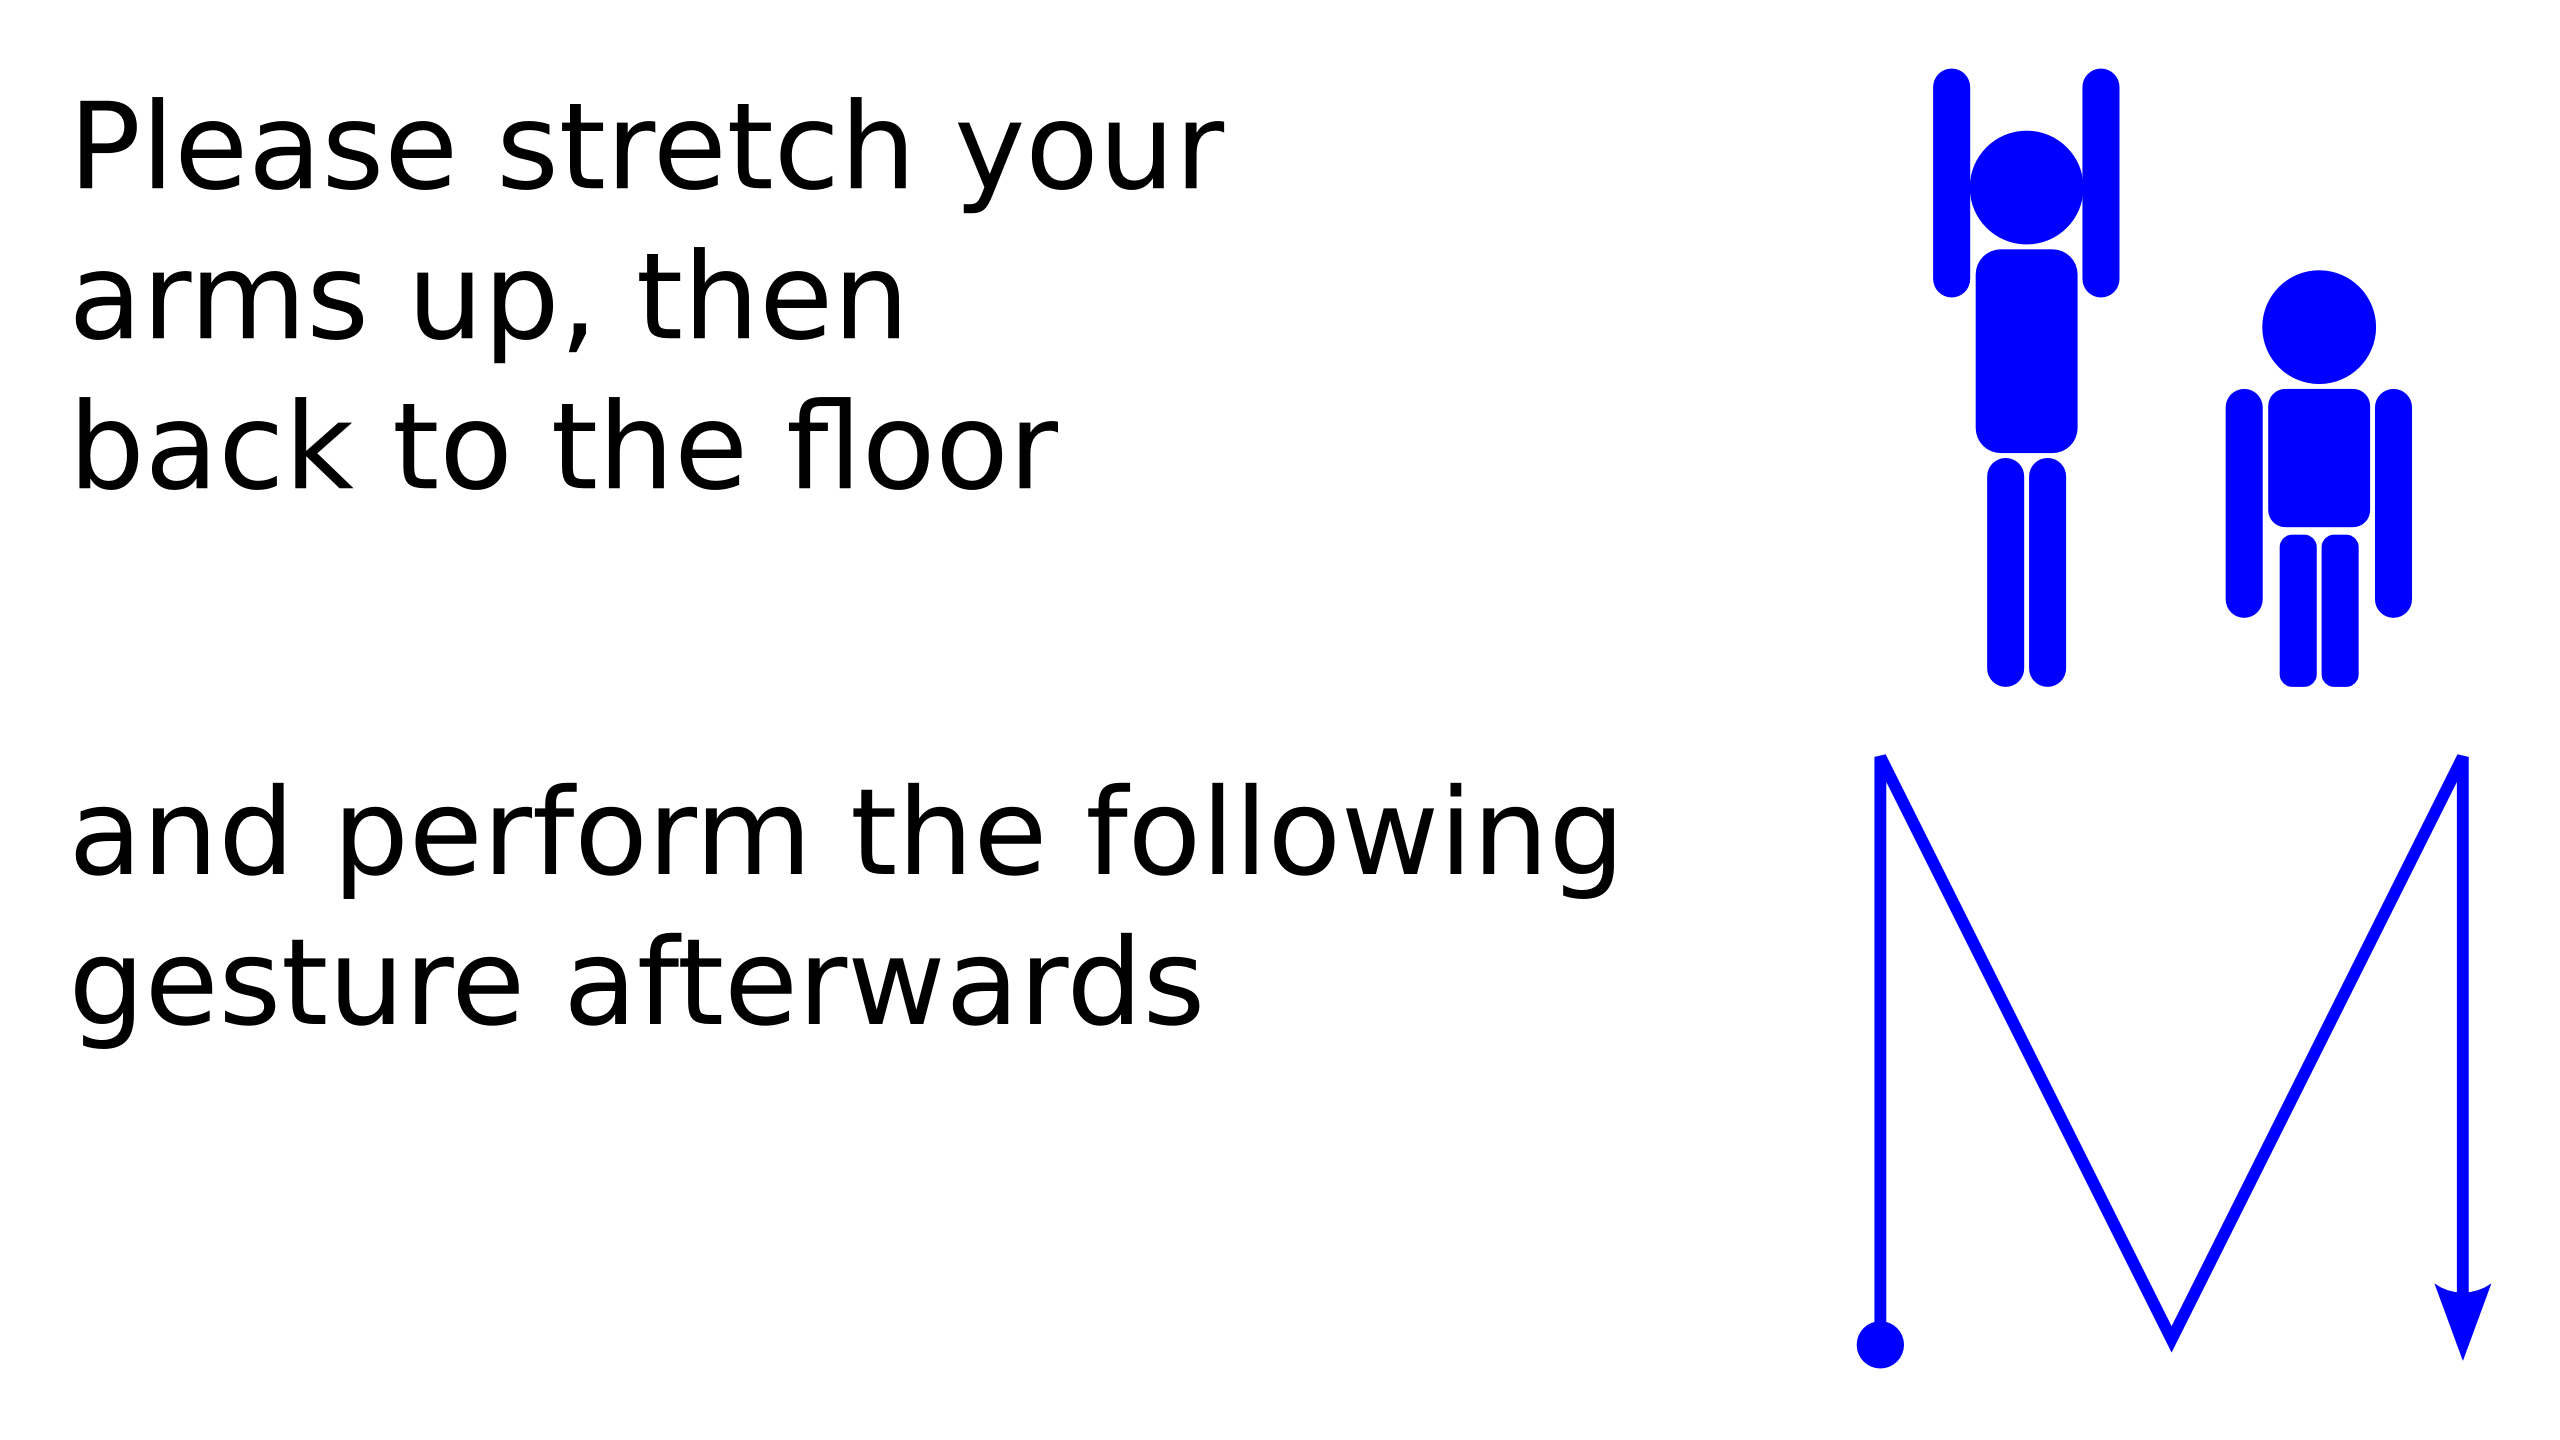 Please stretch your
arms up, then
back to the floor
and perform the following
gesture afterwards